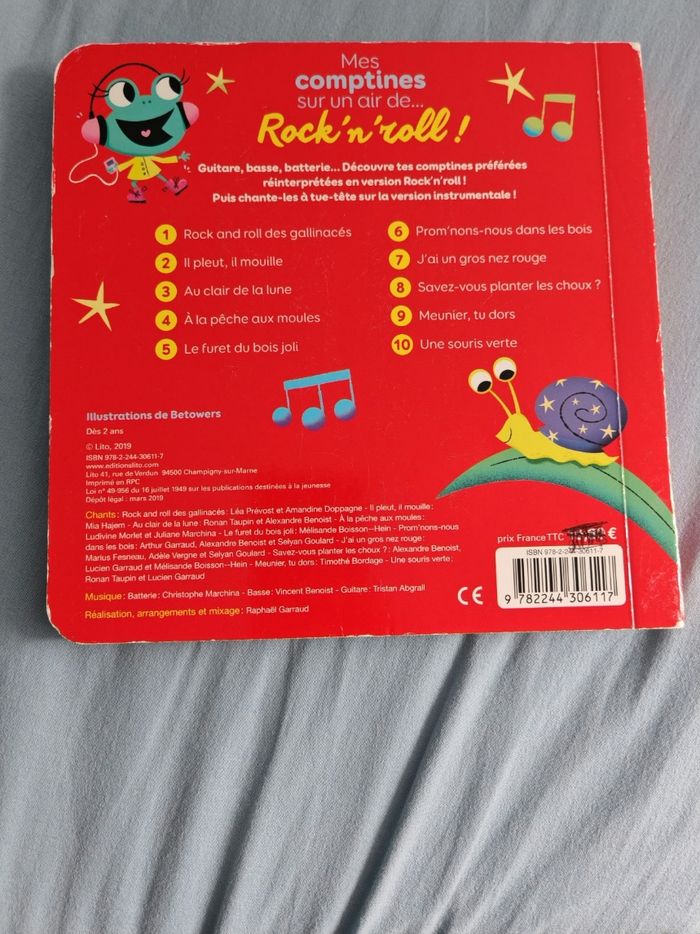 Mes
comptines
sur un air de...
Rock'n'roll !
Guitare, basse, batterie... Découvre tes comptines préférées
réinterprétées en version Rock'n'roll !
Puis chante-les à tue-tête sur la version instrumentale !
1 Rock and roll des gallinacés
2 Il pleut, il mouille
3 Au clair de la lune
4 À la pêche aux moules
5 Le furet du bois joli
6 Prom'nons-nous dans les bois
7 J'ai un gros nez rouge
8 Savez-vous planter les choux ?
9 Meunier, tu dors
10 Une souris verte
Illustrations de Betowers
Dès 2 ans
© Lito, 2019
ISBN 978-2-244-30611-7
www.editionslito.com
Lito 41, rue de Verdun 94500 Champigny-sur-Marne
Imprimé en RPC
Loi n° 49-956 du 16 juillet 1949 sur les publications destinées à la jeunesse
Dépôt légal : mars 2019
Chants : Rock and roll des gallinacés : Léa Prévost et Amandine Doppagne - Il pleut, il mouille :
Mia Hajem - Au clair de la lune : Ronan Taupin et Alexandre Benoist - À la pêche aux moules :
Ludivine Morlet et Juliane Marchina - Le furet du bois joli : Mélisande Boisson--Hein - Prom'nons-nous
dans les bois : Arthur Garraud, Alexandre Benoist et Selyan Goulard - J'ai un gros nez rouge :
Marius Fesneau, Adèle Vergne et Selyan Goulard - Savez-vous planter les choux ? : Alexandre Benoist,
Lucien Garraud et Mélisande Boisson--Hein - Meunier, tu dors : Timothé Bordage - Une souris verte :
Ronan Taupin et Lucien Garraud
Musique : Batterie : Christophe Marchina - Basse : Vincent Benoist - Guitare : Tristan Abgrall
Réalisation, arrangements et mixage : Raphaël Garraud
CE
prix France TTC €
ISBN 978-2-244-30611-7
9 782244 306117